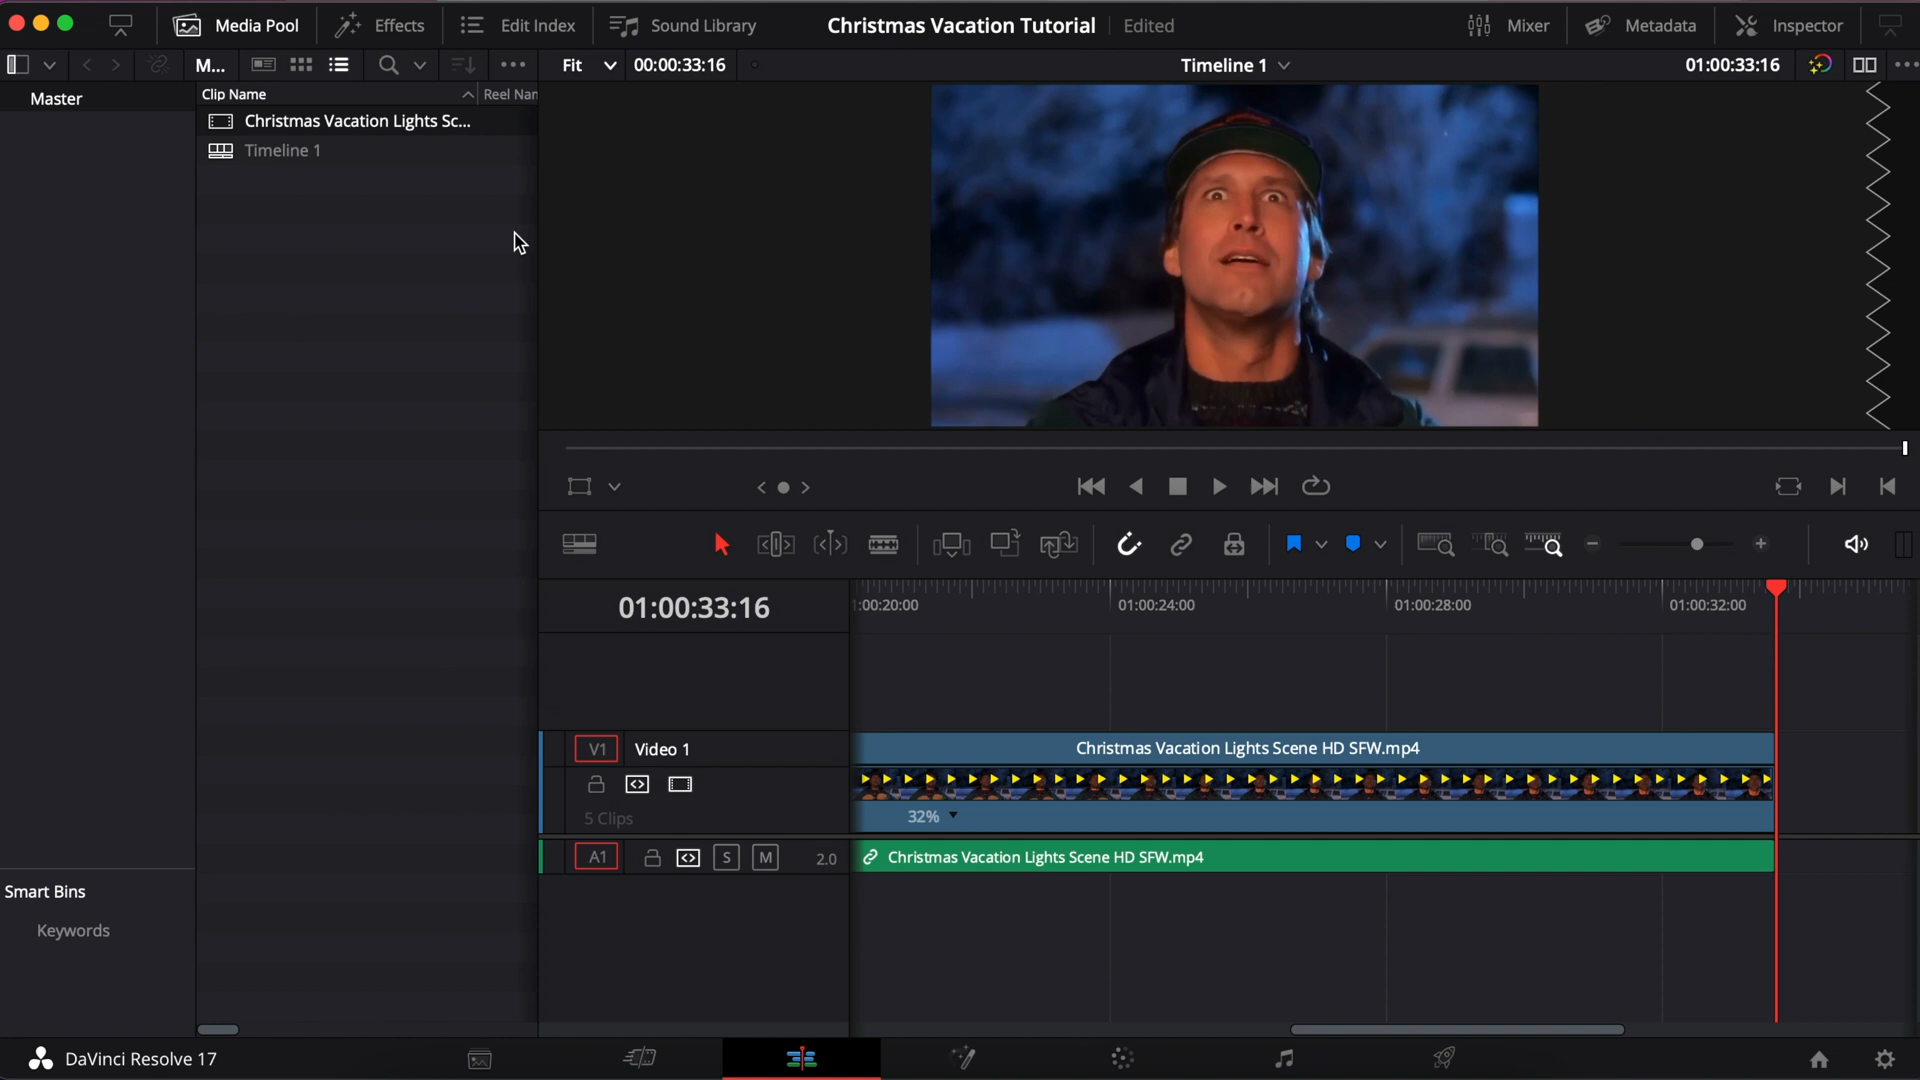 Media Pool
Effects
Edit Index
Sound Library
Christmas Vacation Tutorial
Edited
Mixer
Metadata
Inspector
M...
Fit
00:00:33:16
Timeline 1
01:00:33:16
Master
Clip Name
Reel Nan
Christmas Vacation Lights Sc...
Timeline 1
01:00:33:16
:00:20:00
01:00:24:00
01:00:28:00
01:00:32:00
V1
Video 1
Christmas Vacation Lights Scene HD SFW.mp4
5 Clips
32%
A1
S
M
2.0
Christmas Vacation Lights Scene HD SFW.mp4
Smart Bins
Keywords
DaVinci Resolve 17